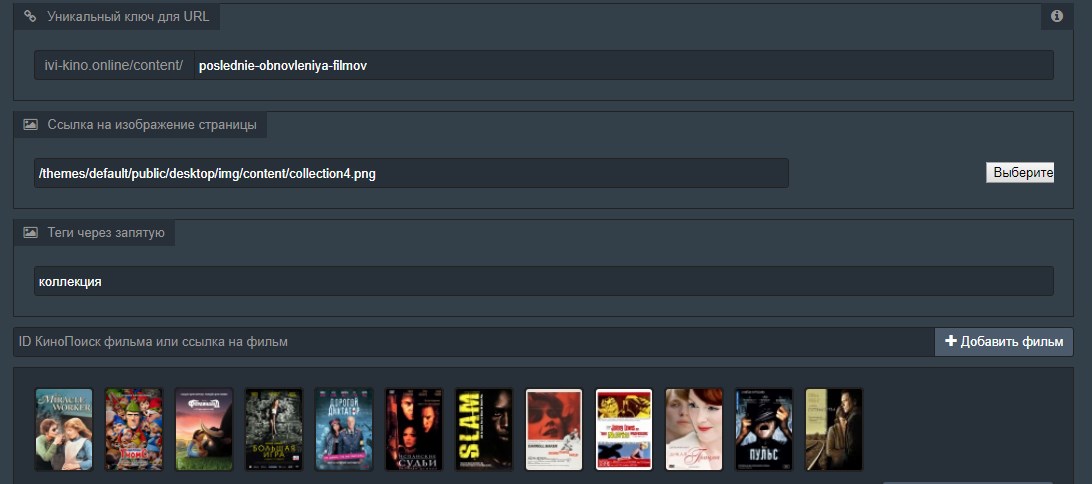 Уникальный ключ для URL
ivi-kino.online/content/ poslednie-obnovleniya-filmov
Ссылка на изображение страницы
/themes/default/public/desktop/img/content/collection4.png
Выберите
Теги через запятую
коллекция
ID КиноПоиск фильма или ссылка на фильм
Добавить фильм
MIRACLE WORKER
БОЛЬШАЯ ИГРА
ДОРОГОЙ ДИКТАТОР
СУДЬИ
SLAM
ПУЛЬС